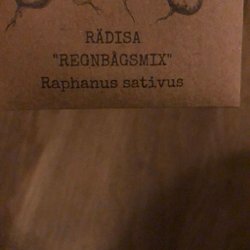 RÄDISA
"REGNBÅGSMIX"
Raphanus sativus